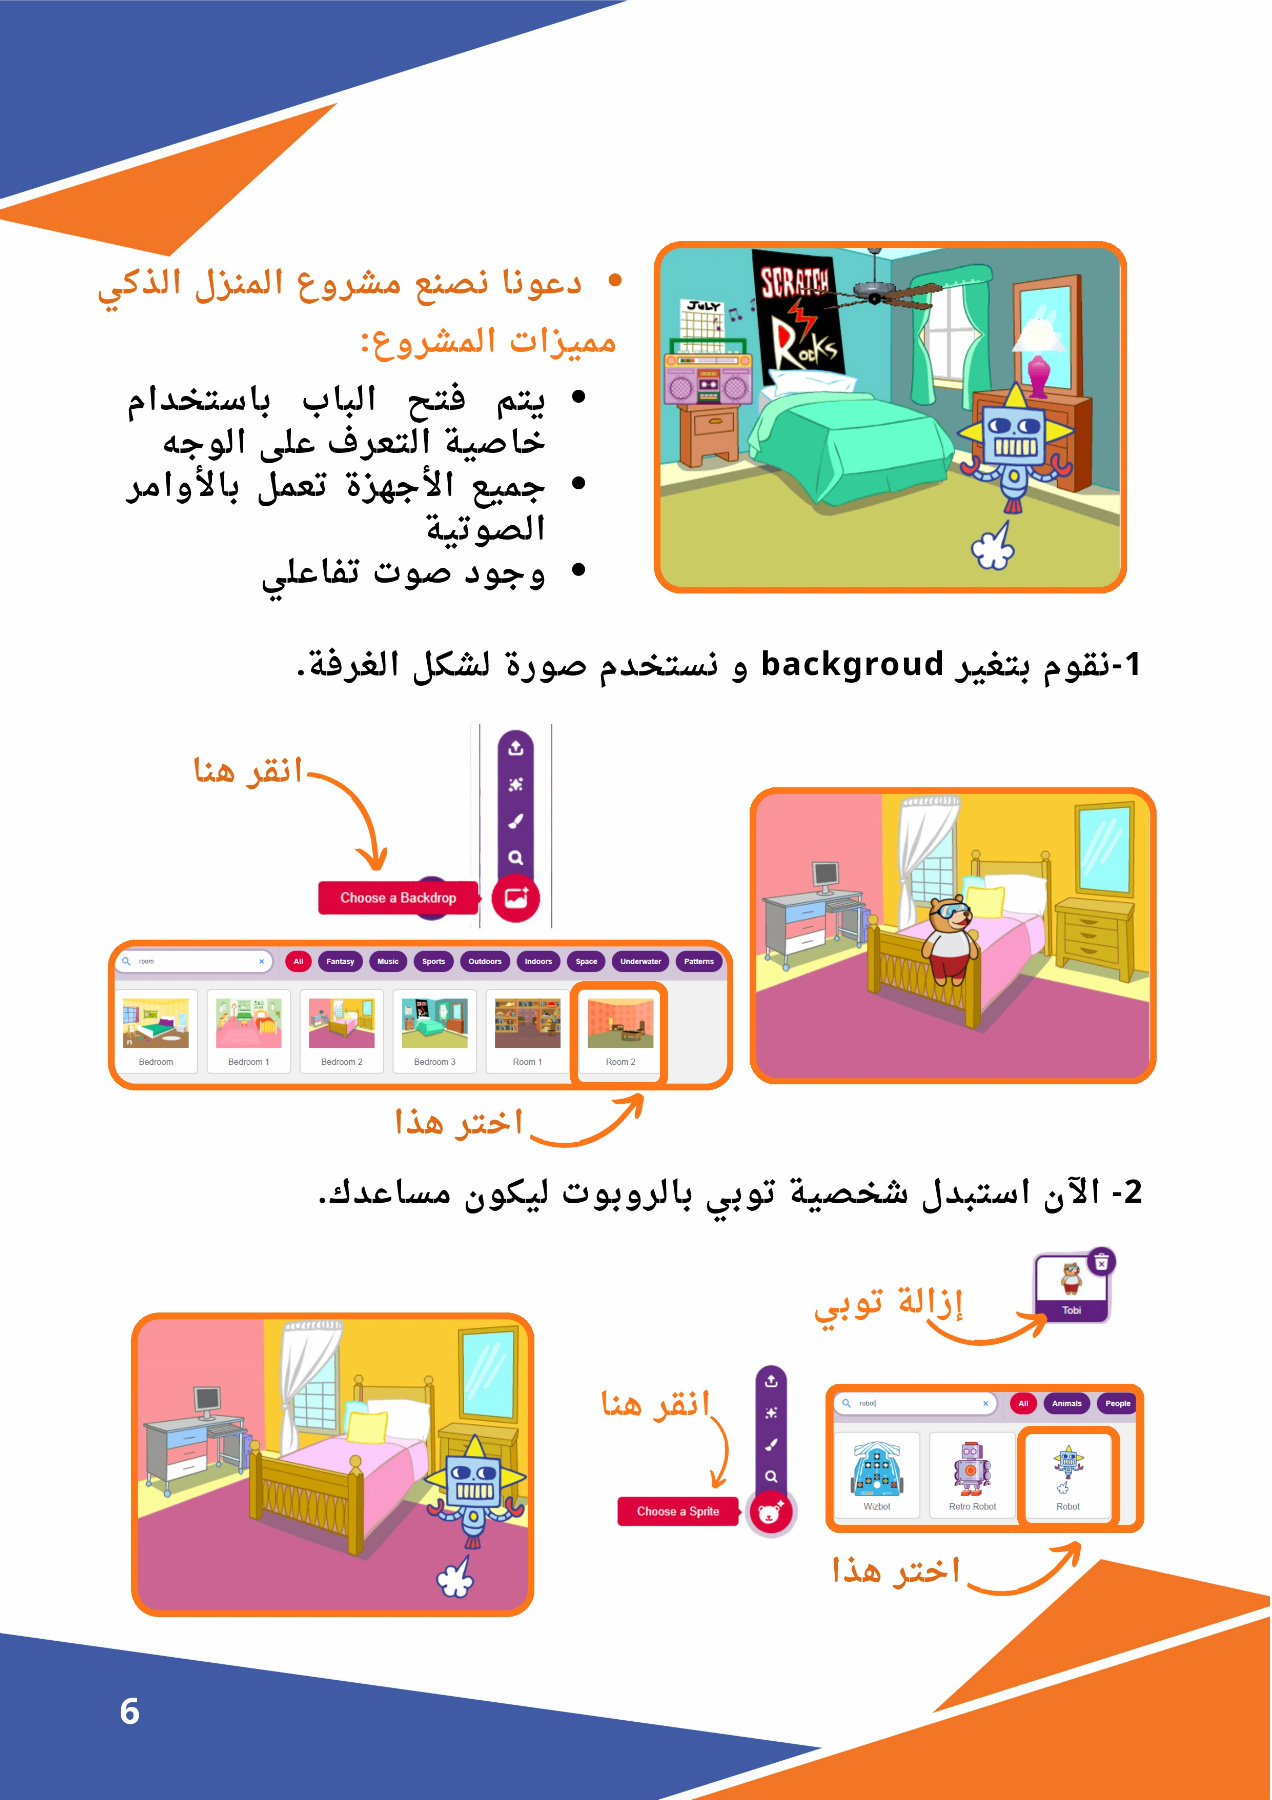 دعونا نصنع مشروع المنزل الذكي
مميزات المشروع:
يتم فتح الباب باستخدام
خاصية التعرف على الوجه
جميع الأجهزة تعمل بالأوامر
الصوتية
وجود صوت تفاعلي
JULY
SCRATCH
Rocks
1-نقوم بتغير backgroud و نستخدم صورة لشكل الغرفة.
انقر هنا
Choose a Backdrop
room
All Fantasy Music Sports Outdoors Indoors Space Underwater Patterns
Bedroom Bedroom 1 Bedroom 2 Bedroom 3 Room 1 Room 2
اختر هذا
2- الآن استبدل شخصية توبي بالروبوت ليكون مساعدك.
إزالة توبي
Tobi
انقر هنا
Choose a Sprite
robot
All Animals People
Wizbot Retro Robot Robot
اختر هذا
6